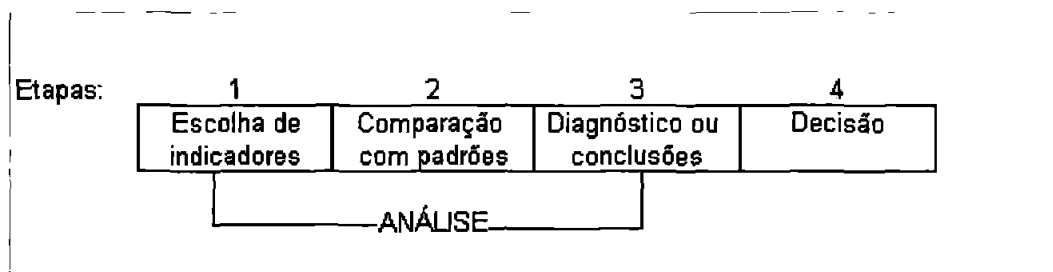 Etapas:
1 2 3 4
Escolha de indicadores
Comparação com padrões
Diagnóstico ou conclusões
Decisão
ANÁLISE